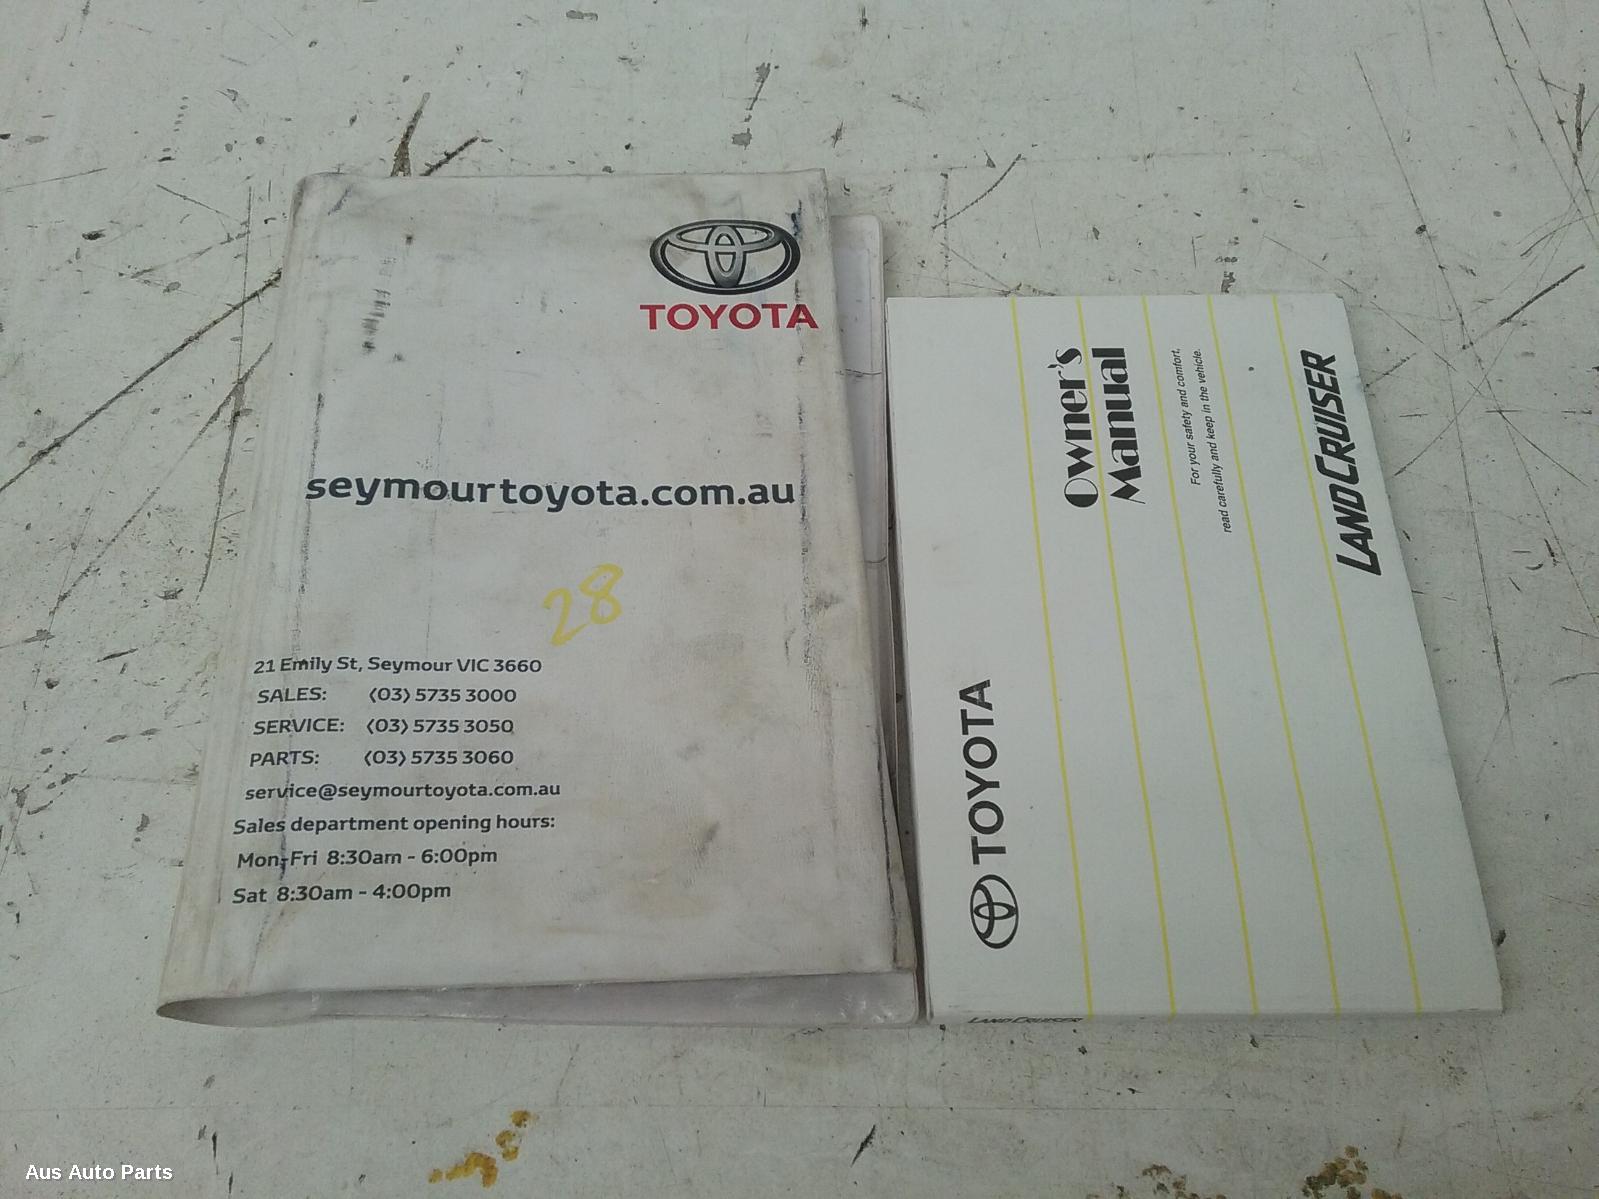 TOYOTA
seymourtoyota.com.au
28
21 Emily St, Seymour VIC 3660
SALES: (03) 5735 3000
SERVICE: (03) 5735 3050
PARTS: (03) 5735 3060
service@seymourtoyota.com.au
Sales department opening hours:
Mon-Fri 8:30am - 6:00pm
Sat 8:30am - 4:00pm
TOYOTA
Owner's
Manual
For your safety and comfort,
read carefully and keep in the vehicle.
LANDCRUISER
LANDCRUISER
Aus Auto Parts